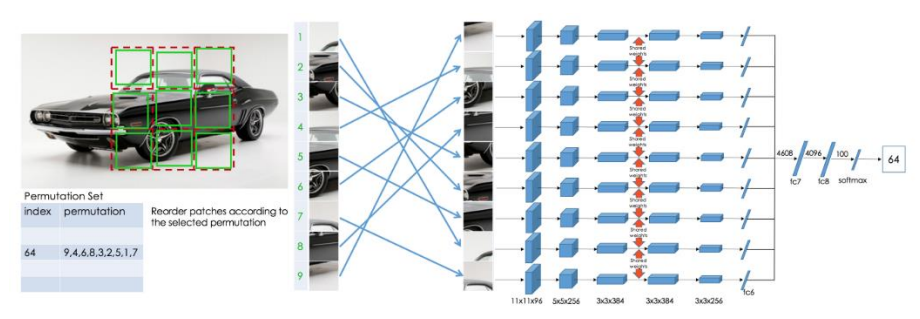 Permutation Set
index permutation
64 9,4,6,8,3,2,5,1,7
Reorder patches according to
the selected permutation
1
2
3
4
5
6
7
8
9
Shared
weights
Shared
weights
Shared
weights
Shared
weights
Shared
weights
Shared
weights
Shared
weights
Shared
weights
11x11x96 5x5x256 3x3x384 3x3x384 3x3x256 fc6
4608 4096 100
fc7 fc8 softmax
64